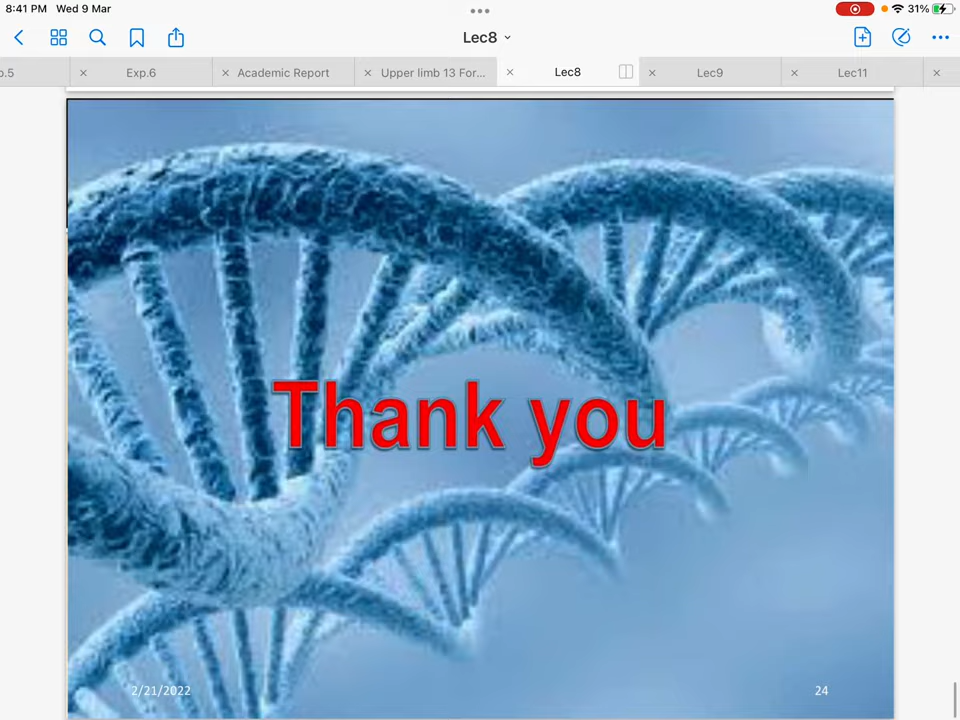 8:41 PM Wed 9 Mar
31%
Lec8
p.5
Exp.6
Academic Report
Upper limb 13 For...
Lec8
Lec9
Lec11
Thank you
2/21/2022
24